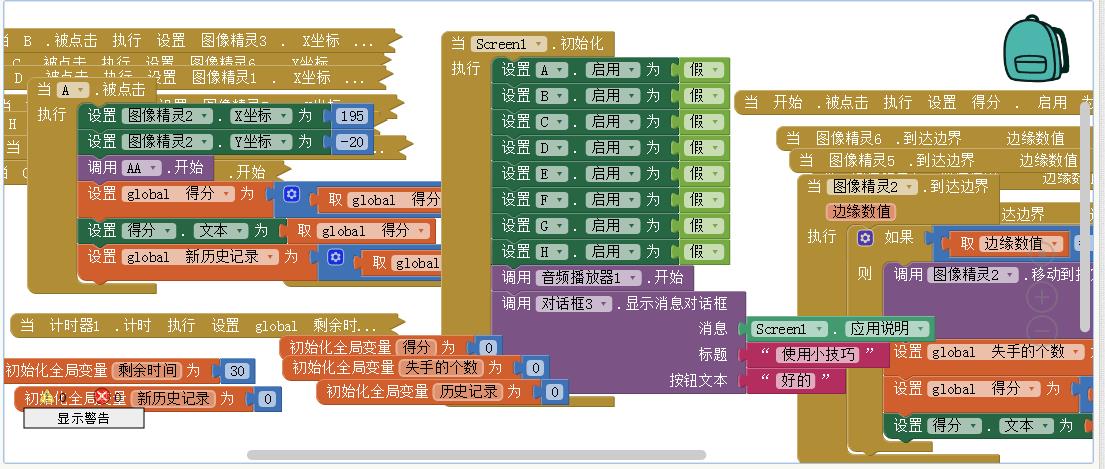 当 B .被点击 执行 设置 图像精灵3 . X坐标 ...
C .被点击 执行 设置 图像精灵6 . X坐标
D .被点击 执行 设置 图像精灵1 . X坐标 ...
当 A .被点击
执行 设置 图像精灵2 . X坐标 为 195
H
设置 图像精灵2 . Y坐标 为 -20
当
调用 AA .开始
.开始
设置 global 得分 为 取 global 得分
设置 得分 . 文本 为 取 global 得分
设置 global 新历史记录 为 取 global
当 计时器1 .计时 执行 设置 global 剩余时...
初始化全局变量 得分 为 0
初始化全局变量 失手的个数 为 0
初始化全局变量 剩余时间 为 30
初始化全局变量 历史记录 为 0
初始化全局变量 新历史记录 为 0
显示警告
当 Screen1 .初始化
执行 设置 A . 启用 为 假
设置 B . 启用 为 假
设置 C . 启用 为 假
设置 D . 启用 为 假
设置 E . 启用 为 假
设置 F . 启用 为 假
设置 G . 启用 为 假
设置 H . 启用 为 假
调用 音频播放器1 .开始
调用 对话框3 .显示消息对话框
消息 Screen1 . 应用说明
标题 “ 使用小技巧 ”
按钮文本 “ 好的 ”
当 开始 .被点击 执行 设置 得分 . 启用 为
当 图像精灵6 .到达边界 边缘数值
当 图像精灵5 .到达边界 边缘数值
当 图像精灵2 .到达边界
边缘数值
达边界
执行 如果 取 边缘数值
则 调用 图像精灵2 .移动到指
设置 global 失手的个数
设置 global 得分 为
设置 得分 . 文本 为